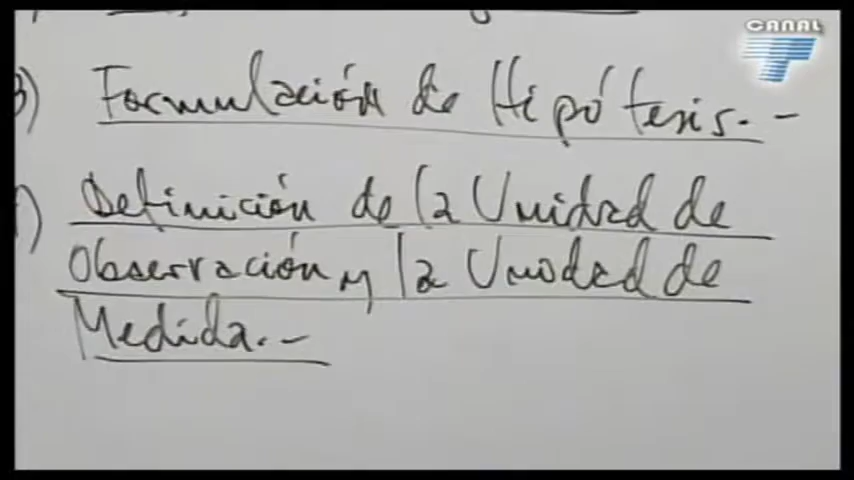 CANAL
3) Formulación de Hipótesis.-
Definición de la Unidad de
Observación y la Unidad de
Medida.-